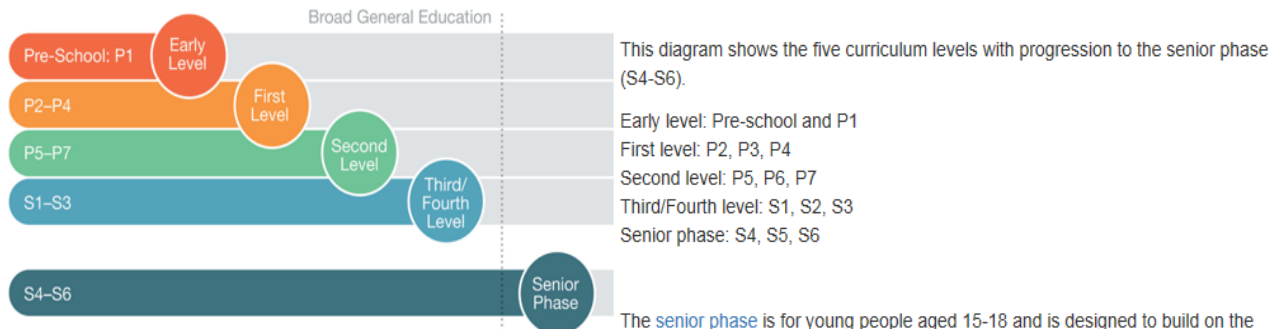 Broad General Education
Pre-School: P1
Early
Level
P2–P4
First
Level
P5–P7
Second
Level
S1–S3
Third/
Fourth
Level
S4–S6
Senior
Phase
This diagram shows the five curriculum levels with progression to the senior phase
(S4-S6).
Early level: Pre-school and P1
First level: P2, P3, P4
Second level: P5, P6, P7
Third/Fourth level: S1, S2, S3
Senior phase: S4, S5, S6
The senior phase is for young people aged 15-18 and is designed to build on the